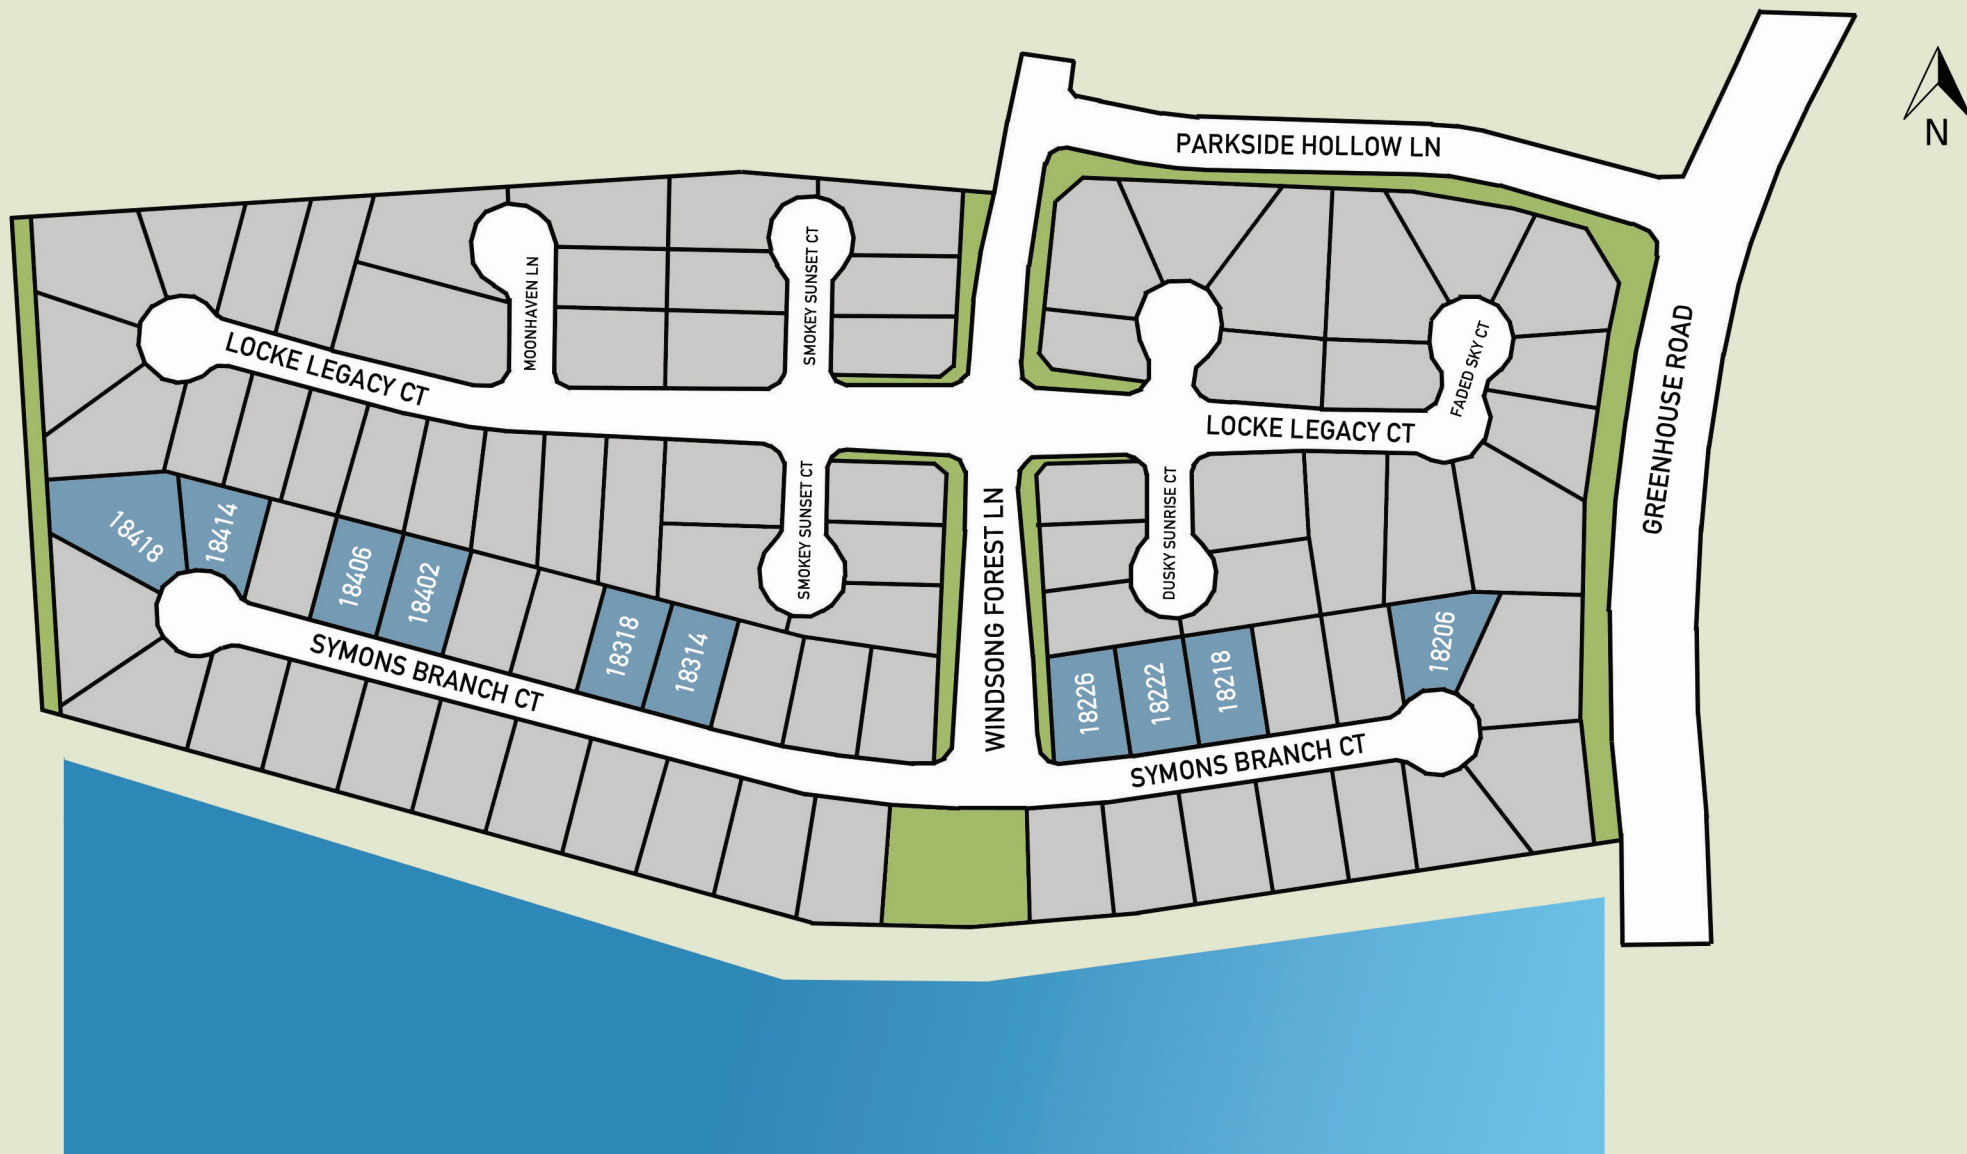 PARKSIDE HOLLOW LN
N
SMOKEY SUNSET CT
MOONHAVEN LN
LOCKE LEGACY CT
FADED SKY CT
GREENHOUSE ROAD
LOCKE LEGACY CT
SMOKEY SUNSET CT
DUSKY SUNRISE CT
WINDSONG FOREST LN
18418
18414
18406
18402
18318
18314
18226
18222
18218
18206
SYMONS BRANCH CT
SYMONS BRANCH CT